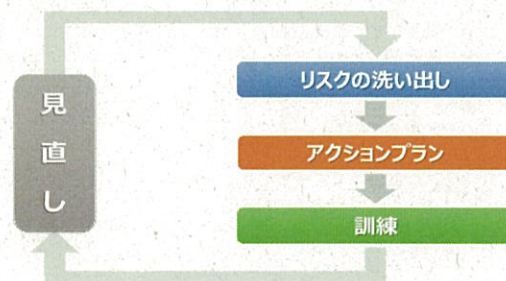 リスクの洗い出し
アクションプラン
訓練
見直し